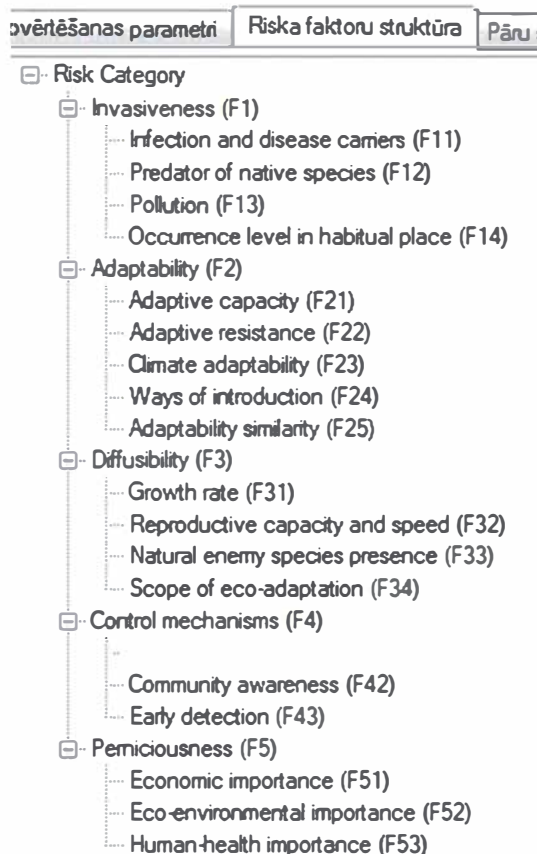 ovērtēšanas parametri Riska faktoru struktūra Pāru
Risk Category
Invasiveness (F1)
Infection and disease carriers (F11)
Predator of native species (F12)
Pollution (F13)
Occurrence level in habitual place (F14)
Adaptability (F2)
Adaptive capacity (F21)
Adaptive resistance (F22)
Climate adaptability (F23)
Ways of introduction (F24)
Adaptability similarity (F25)
Diffusibility (F3)
Growth rate (F31)
Reproductive capacity and speed (F32)
Natural enemy species presence (F33)
Scope of eco-adaptation (F34)
Control mechanisms (F4)
Community awareness (F42)
Early detection (F43)
Perniciousness (F5)
Economic importance (F51)
Eco-environmental importance (F52)
Human-health importance (F53)